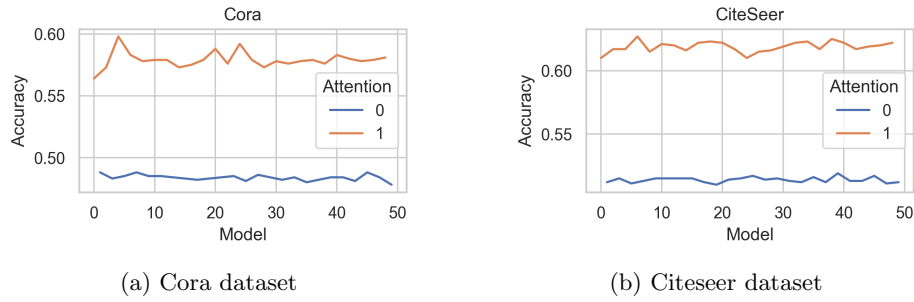 Cora
Accuracy
0.60
0.55
0.50
Attention
0
1
0 10 20 30 40 50
Model
(a) Cora dataset
CiteSeer
Accuracy
0.60
0.55
Attention
0
1
0 10 20 30 40 50
Model
(b) Citeseer dataset